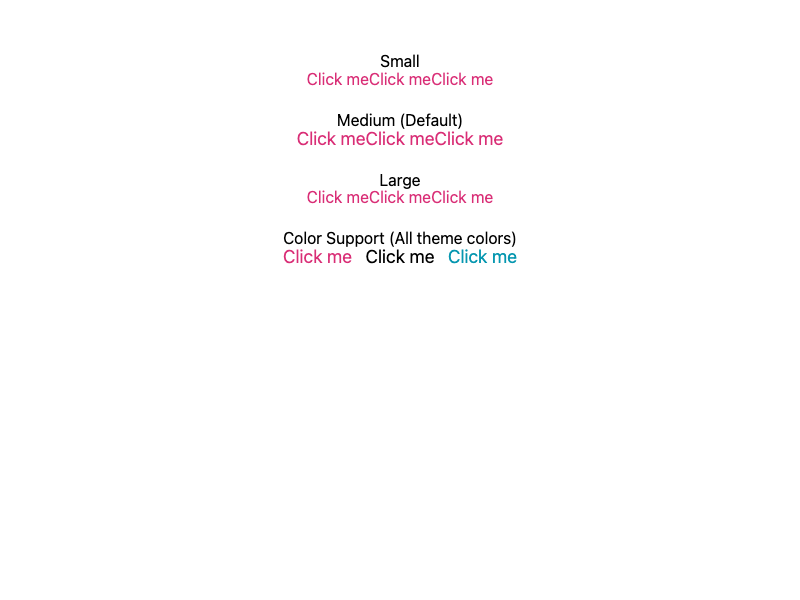 Small
Click meClick meClick me
Medium (Default)
Click meClick meClick me
Large
Click meClick meClick me
Color Support (All theme colors)
Click me Click me Click me